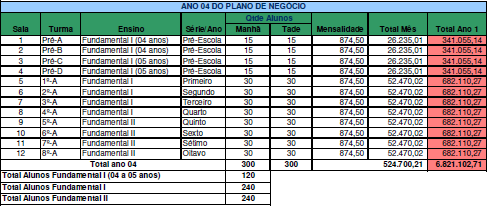 ANO 04 DO PLANO DE NEGÓCIO
Qtde Alunos
Sala Turma Ensino Série/Ano Manhã Tade Mensalidade Total Mês Total Ano 1
1 Pré-A Fundamental I (04 anos) Pré-Escola 15 15 874,50 26.235,01 341.055,14
2 Pré-B Fundamental I (04 anos) Pré-Escola 15 15 874,50 26.235,01 341.055,14
3 Pré-C Fundamental I (05 anos) Pré-Escola 15 15 874,50 26.235,01 341.055,14
4 Pré-D Fundamental I (05 anos) Pré-Escola 15 15 874,50 26.235,01 341.055,14
5 1ª-A Fundamental I Primeiro 30 30 874,50 52.470,02 682.110,27
6 2ª-A Fundamental I Segundo 30 30 874,50 52.470,02 682.110,27
7 3ª-A Fundamental I Terceiro 30 30 874,50 52.470,02 682.110,27
8 4ª-A Fundamental I Quarto 30 30 874,50 52.470,02 682.110,27
9 5ª-A Fundamental II Quinto 30 30 874,50 52.470,02 682.110,27
10 6ª-A Fundamental II Sexto 30 30 874,50 52.470,02 682.110,27
11 7ª-A Fundamental II Sétimo 30 30 874,50 52.470,02 682.110,27
12 8ª-A Fundamental II Oitavo 30 30 874,50 52.470,02 682.110,27
Total ano 04 300 300 524.700,21 6.821.102,71
Total Alunos Fundamental I (04 a 05 anos) 120
Total Alunos Fundamental I 240
Total Alunos Fundamental II 240